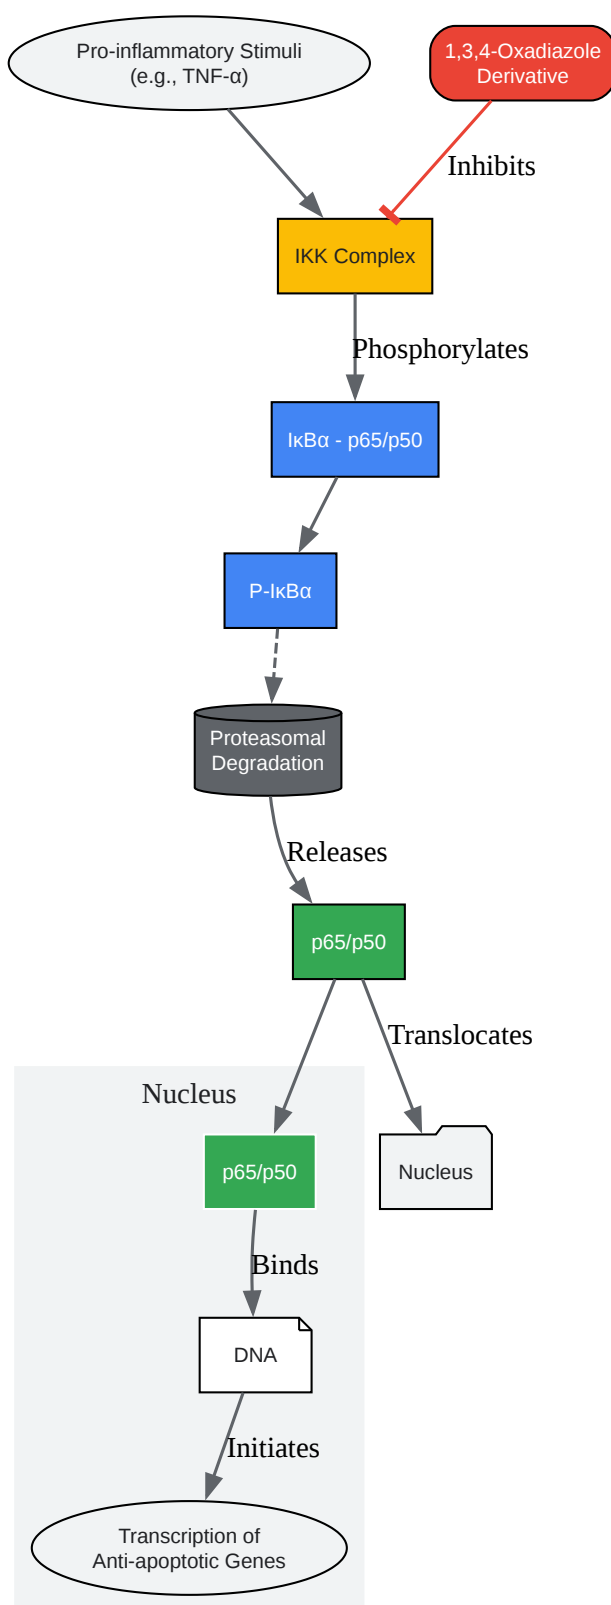 Pro-inflammatory Stimuli
(e.g., TNF-α)
1,3,4-Oxadiazole
Derivative
Inhibits
IKK Complex
Phosphorylates
IκBα - p65/p50
P-IκBα
Proteasomal
Degradation
Releases
p65/p50
Translocates
Nucleus
p65/p50
Nucleus
Binds
DNA
Initiates
Transcription of
Anti-apoptotic Genes